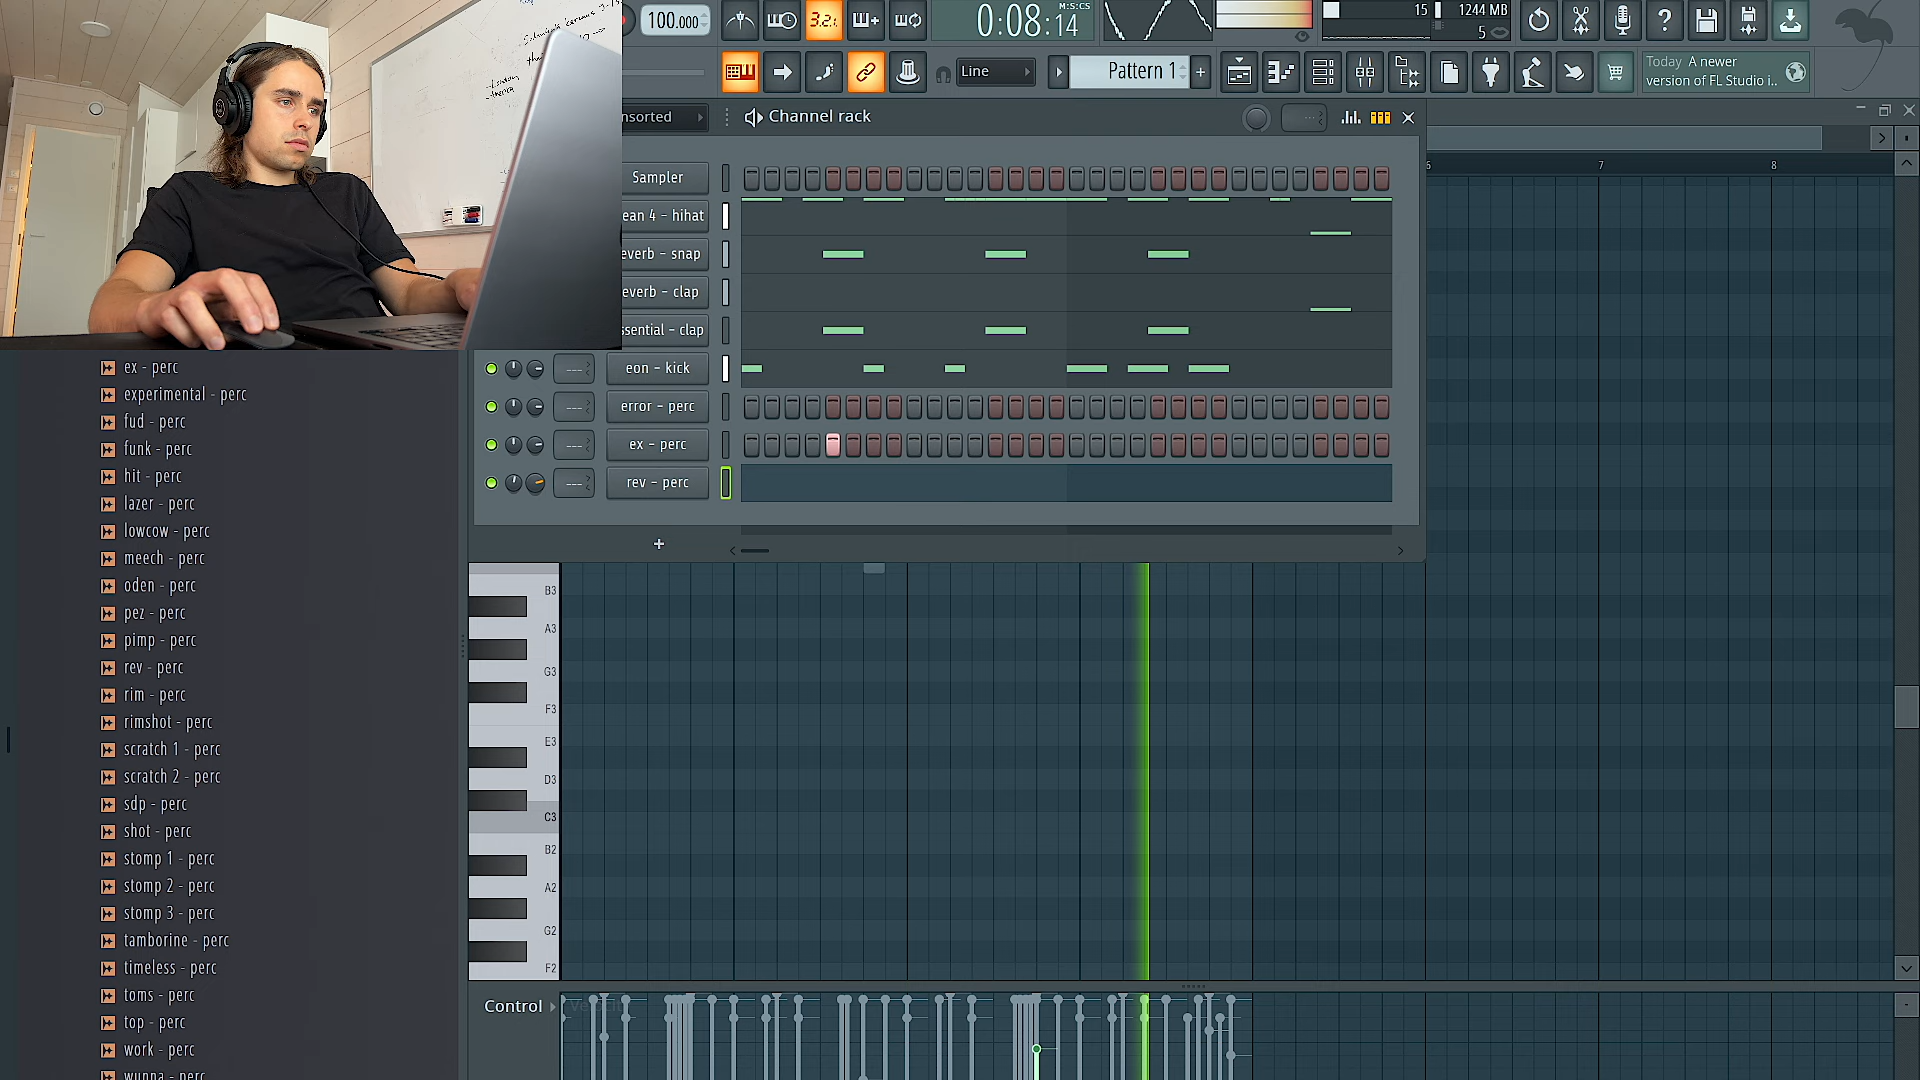 100.000
3.2.
0:08:14
M:S:CS
15
1244 MB
5
Line
Pattern 1
+
?
Today A newer
version of FL Studio i..
nsorted
Channel rack
Sampler
ean 4 - hihat
everb - snap
everb - clap
ssential - clap
eon - kick
error - perc
ex - perc
rev - perc
+
7
8
ex - perc
experimental - perc
fud - perc
funk - perc
hit - perc
lazer - perc
lowcow - perc
meech - perc
oden - perc
pez - perc
pimp - perc
rev - perc
rim - perc
rimshot - perc
scratch 1 - perc
scratch 2 - perc
sdp - perc
shot - perc
stomp 1 - perc
stomp 2 - perc
stomp 3 - perc
tamborine - perc
timeless - perc
toms - perc
top - perc
work - perc
wunna - perc
B3
A3
G3
F3
E3
D3
C3
B2
A2
G2
F2
Control
Velocity